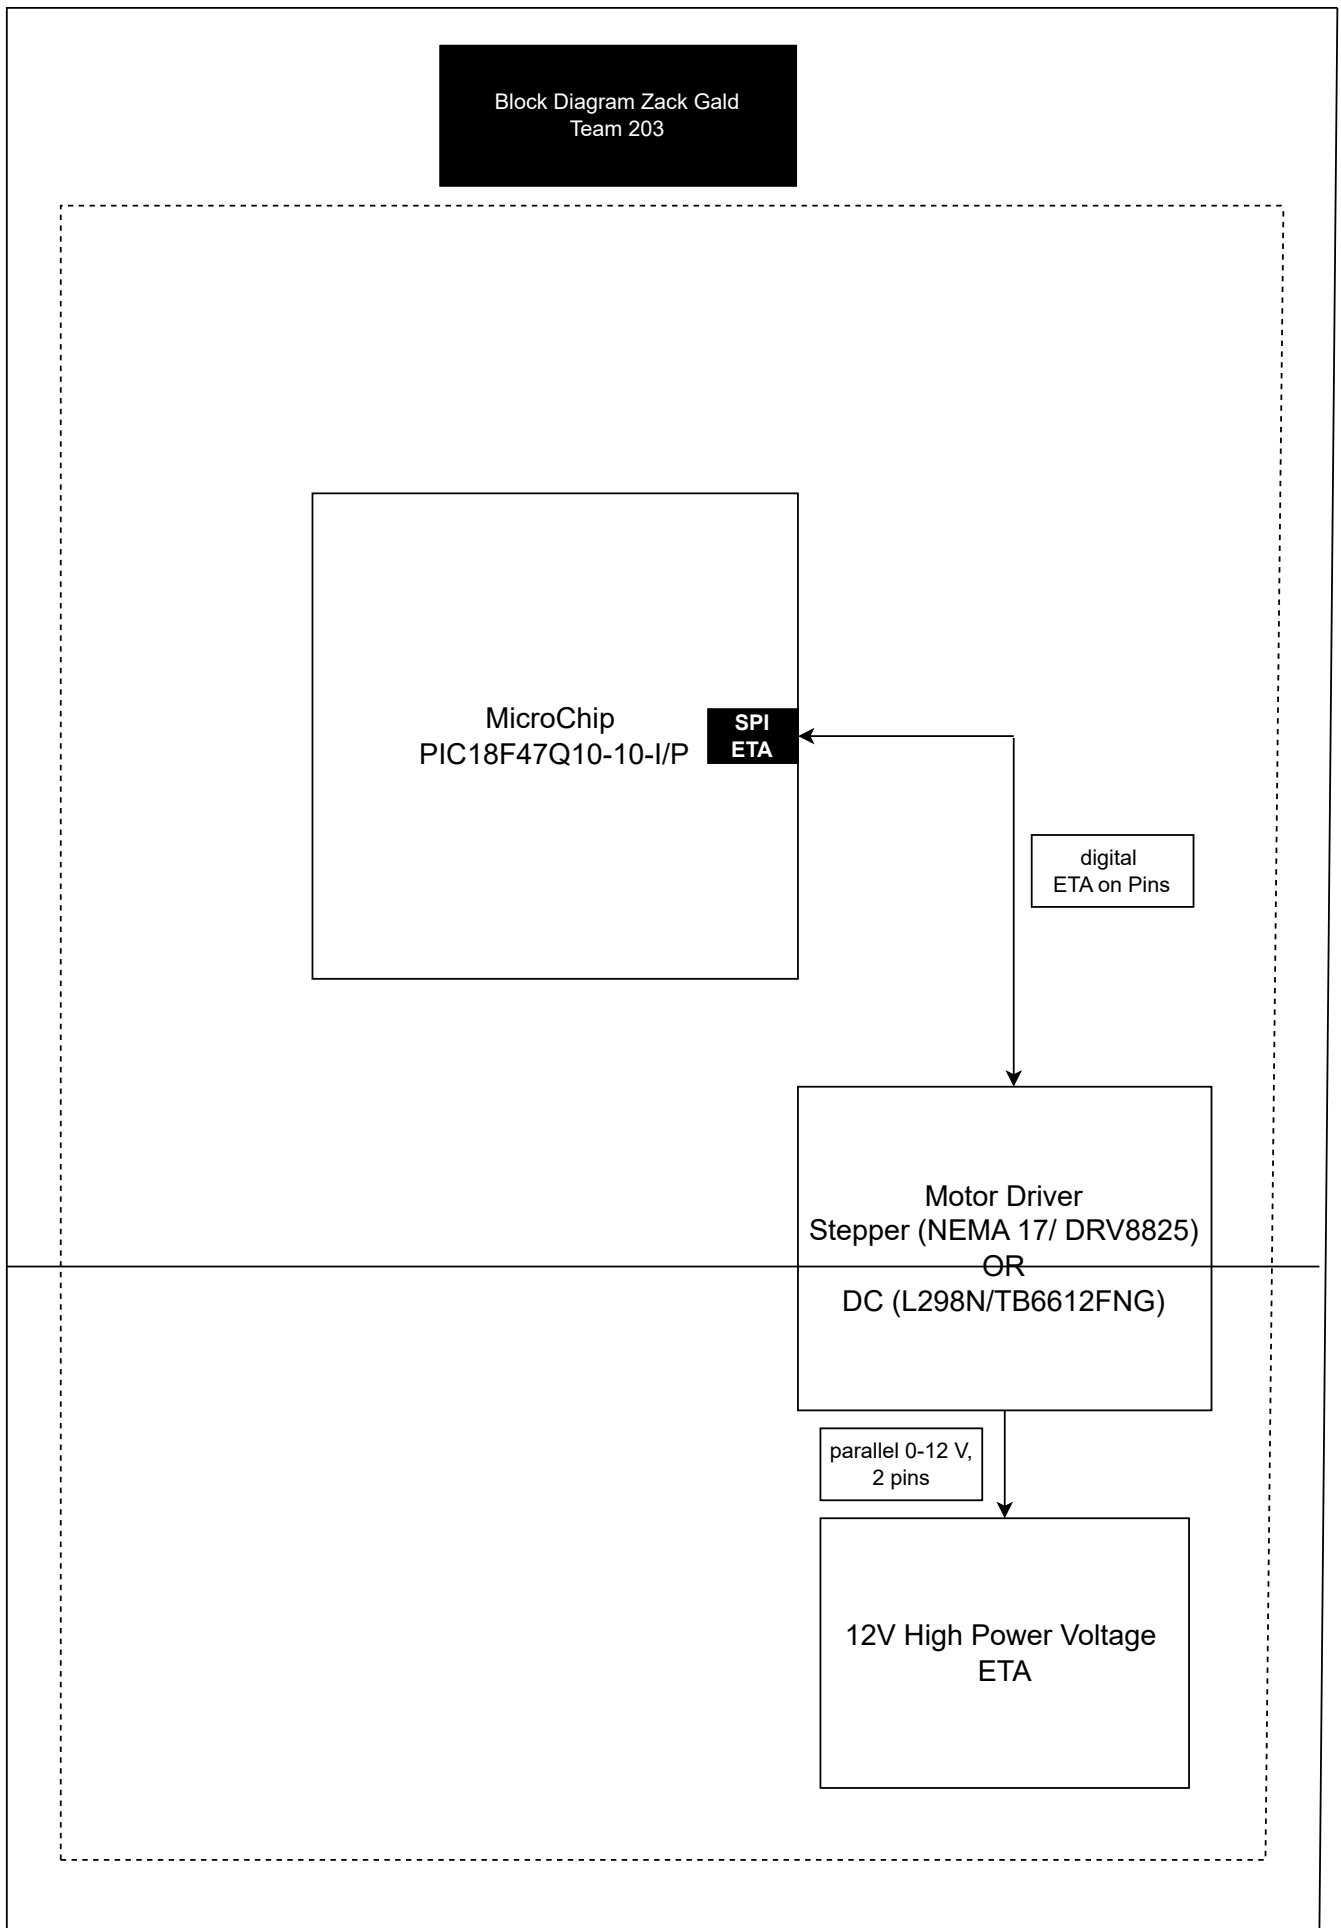 Block Diagram Zack Gald
Team 203
MicroChip
PIC18F47Q10-10-I/P
SPI
ETA
digital
ETA on Pins
Motor Driver
Stepper (NEMA 17/ DRV8825)
OR
DC (L298N/TB6612FNG)
parallel 0-12 V,
2 pins
12V High Power Voltage
ETA